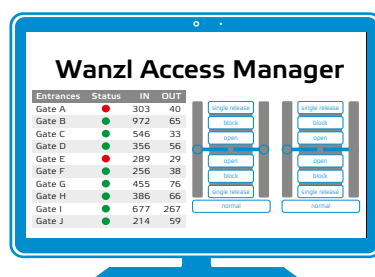 Wanzl Access Manager
Entrances Status IN OUT
Gate A 303 40
Gate B 972 65
Gate C 546 33
Gate D 356 56
Gate E 289 29
Gate F 256 38
Gate G 455 76
Gate H 386 66
Gate I 677 267
Gate J 214 59
single release single release
block block
open open
open open
block block
single release single release
normal normal